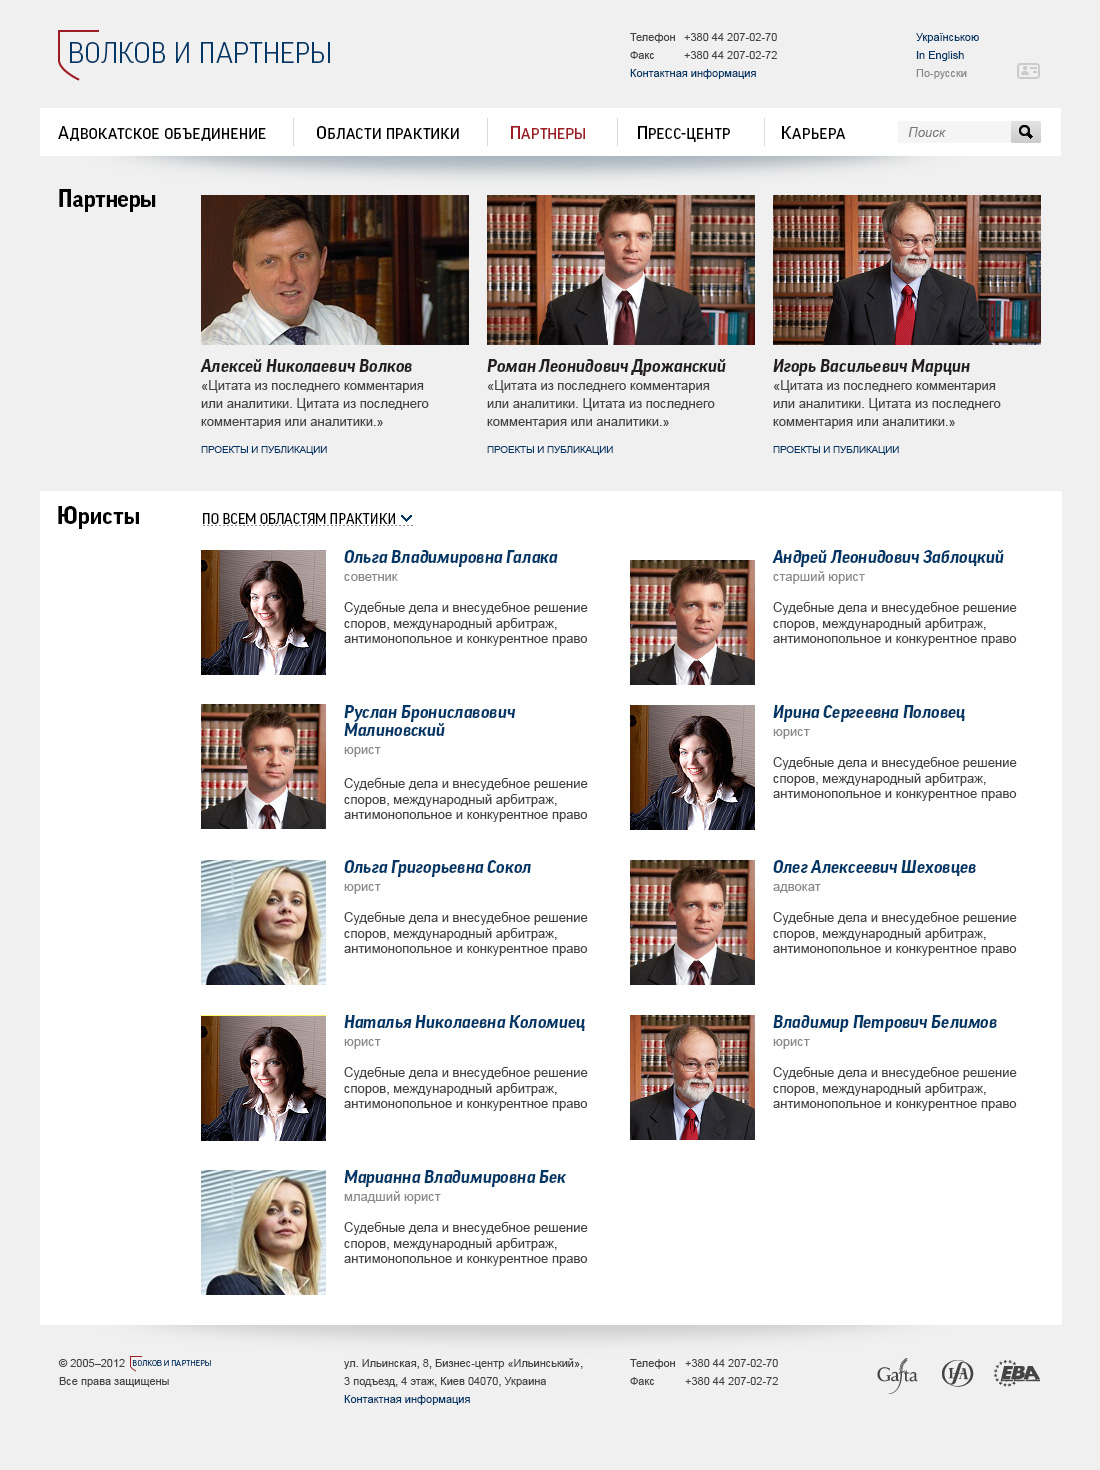 ВОЛКОВ И ПАРТНЕРЫ
Телефон +380 44 207-02-70
Факс +380 44 207-02-72
Контактная информация
Українською
In English
По-русски
Адвокатское объединение
Области практики
Партнеры
Пресс-центр
Карьера
Поиск
Партнеры
Алексей Николаевич Волков
«Цитата из последнего комментария
или аналитики. Цитата из последнего
комментария или аналитики.»
ПРОЕКТЫ И ПУБЛИКАЦИИ
Роман Леонидович Дрожанский
«Цитата из последнего комментария
или аналитики. Цитата из последнего
комментария или аналитики.»
ПРОЕКТЫ И ПУБЛИКАЦИИ
Игорь Васильевич Марцин
«Цитата из последнего комментария
или аналитики. Цитата из последнего
комментария или аналитики.»
ПРОЕКТЫ И ПУБЛИКАЦИИ
Юристы
ПО ВСЕМ ОБЛАСТЯМ ПРАКТИКИ
Ольга Владимировна Галака
советник
Судебные дела и внесудебное решение
споров, международный арбитраж,
антимонопольное и конкурентное право
Андрей Леонидович Заблоцкий
старший юрист
Судебные дела и внесудебное решение
споров, международный арбитраж,
антимонопольное и конкурентное право
Руслан Брониславович
Малиновский
юрист
Судебные дела и внесудебное решение
споров, международный арбитраж,
антимонопольное и конкурентное право
Ирина Сергеевна Половец
юрист
Судебные дела и внесудебное решение
споров, международный арбитраж,
антимонопольное и конкурентное право
Ольга Григорьевна Сокол
юрист
Судебные дела и внесудебное решение
споров, международный арбитраж,
антимонопольное и конкурентное право
Олег Алексеевич Шеховцев
адвокат
Судебные дела и внесудебное решение
споров, международный арбитраж,
антимонопольное и конкурентное право
Наталья Николаевна Коломиец
юрист
Судебные дела и внесудебное решение
споров, международный арбитраж,
антимонопольное и конкурентное право
Владимир Петрович Белимов
юрист
Судебные дела и внесудебное решение
споров, международный арбитраж,
антимонопольное и конкурентное право
Марианна Владимировна Бек
младший юрист
Судебные дела и внесудебное решение
споров, международный арбитраж,
антимонопольное и конкурентное право
© 2005–2012 ВОЛКОВ И ПАРТНЕРЫ
Все права защищены
ул. Ильинская, 8, Бизнес-центр «Ильинський»,
3 подъезд, 4 этаж, Киев 04070, Украина
Контактная информация
Телефон +380 44 207-02-70
Факс +380 44 207-02-72
Gafta
EBA